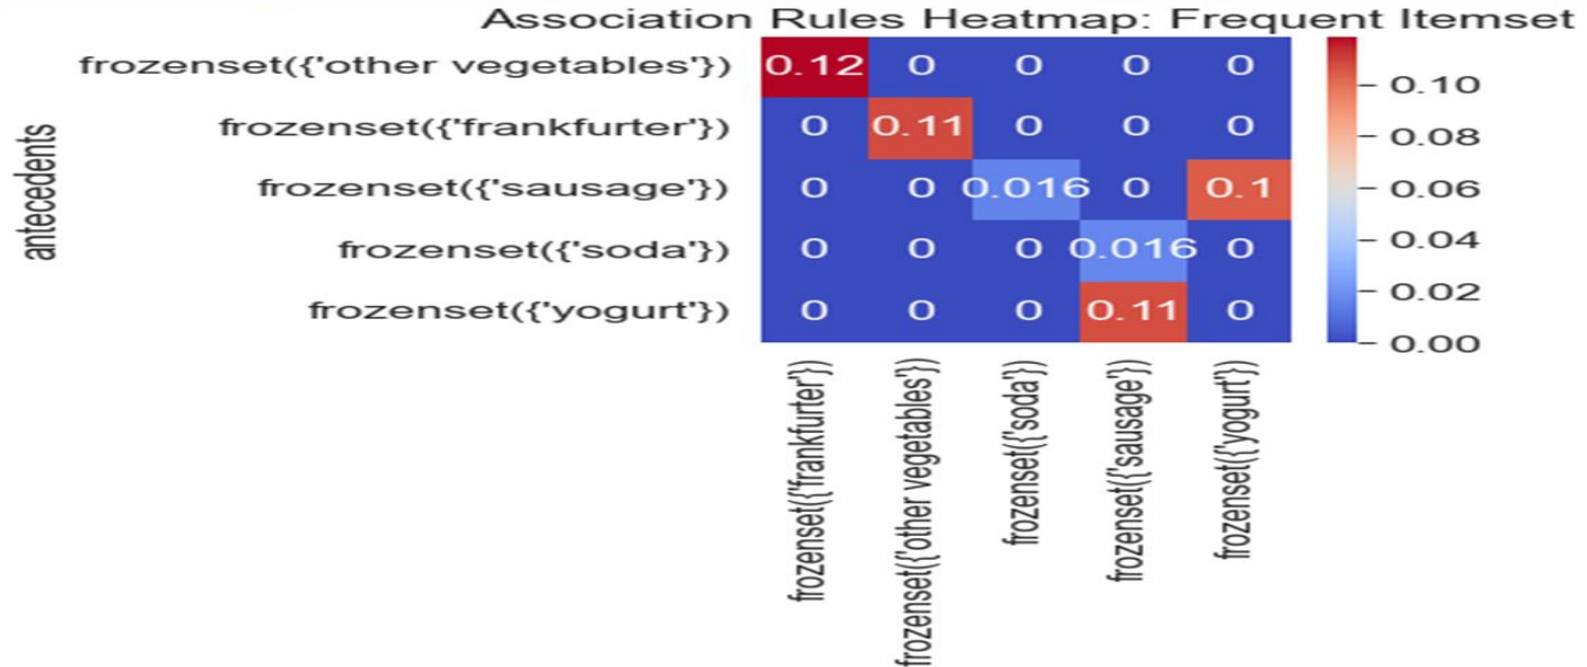 Association Rules Heatmap: Frequent Itemset
antecedents
frozenset({'other vegetables'}) 0.12 0 0 0 0
frozenset({'frankfurter'}) 0 0.11 0 0 0
frozenset({'sausage'}) 0 0 0.016 0 0.1
frozenset({'soda'}) 0 0 0 0.016 0
frozenset({'yogurt'}) 0 0 0 0.11 0
0.10
0.08
0.06
0.04
0.02
0.00
frozenset({'frankfurter'})
frozenset({'other vegetables'})
frozenset({'soda'})
frozenset({'sausage'})
frozenset({'yogurt'})